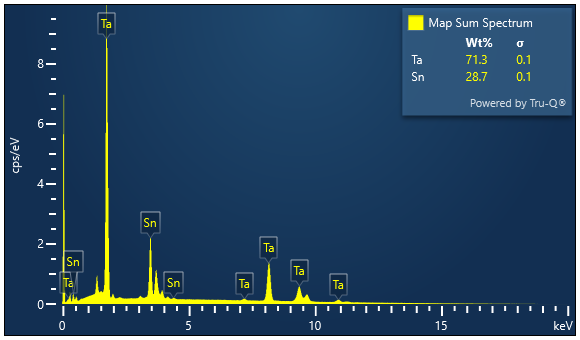 Map Sum Spectrum
Wt% σ
Ta 71.3 0.1
Sn 28.7 0.1
Powered by Tru-Q®
cps/eV
8
6
4
2
0
Ta
Sn
Ta
Sn
Sn
Ta
Ta
Ta
Ta
0 5 10 15 keV